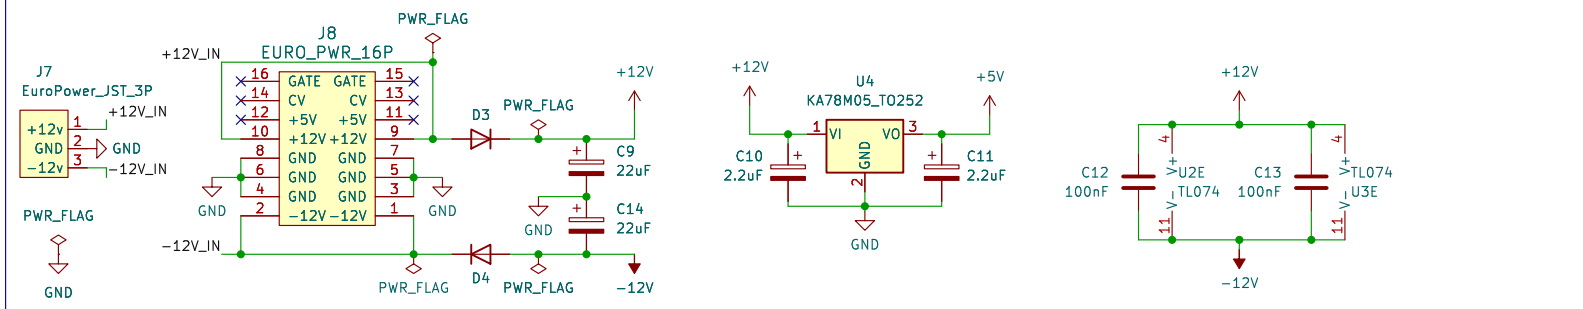 J7
EuroPower_JST_3P
+12v 1 +12V_IN
GND 2 GND
-12v 3 -12V_IN
PWR_FLAG
GND
PWR_FLAG
+12V_IN
J8
EURO_PWR_16P
16 GATE GATE 15
14 CV CV 13
12 +5V +5V 11
10 +12V +12V 9
8 GND GND 7
6 GND GND 5
4 GND GND 3
2 -12V -12V 1
GND
GND
-12V_IN
PWR_FLAG
D3
PWR_FLAG
+12V
C9
22uF
GND
C14
22uF
D4
PWR_FLAG
-12V
+12V
U4
KA78M05_TO252
+5V
1 VI VO 3
GND
2
C10
2.2uF
C11
2.2uF
GND
+12V
C12
100nF
4
V+
U2E
TL074
V-
11
C13
100nF
4
V+
TL074
U3E
V-
11
-12V